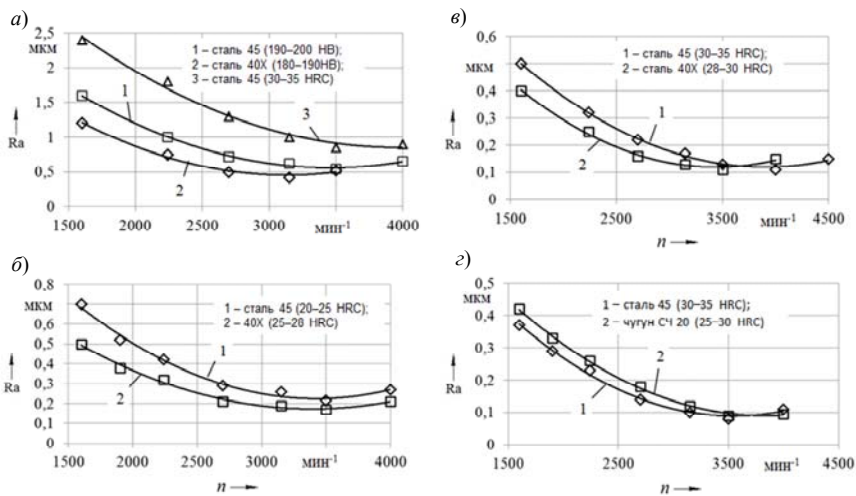 а)
2,5
мкм
2
1,5
Ra
1
0,5
0
1 – сталь 45 (190–200 HB);
2 – сталь 40Х (180–190HB);
3 – сталь 45 (30–35 HRC)
1
2
3
1500 2000 2500 3000 3500 мин-1 4000
n
в)
0,6
мкм
0,5
0,4
Ra
0,3
0,2
0,1
0
1 – сталь 45 (30–35 HRC)
2 – сталь 40Х (28–30 HRC)
1
2
1500 2500 3500 мин-1 4500
n
б)
0,8
мкм
0,7
0,6
0,5
Ra
0,4
0,3
0,2
0,1
0
1 – сталь 45 (20–25 HRC);
2 – 40Х (25–28 HRC)
1
2
1500 2000 2500 3000 3500 мин-1 4000
n
г)
0,5
мкм
0,4
Ra
0,3
0,2
0,1
0
1 – сталь 45 (30–35 HRC);
2 – чугун СЧ 20 (25–30 HRC)
2
1
1500 2500 3500 мин-1 4500
n